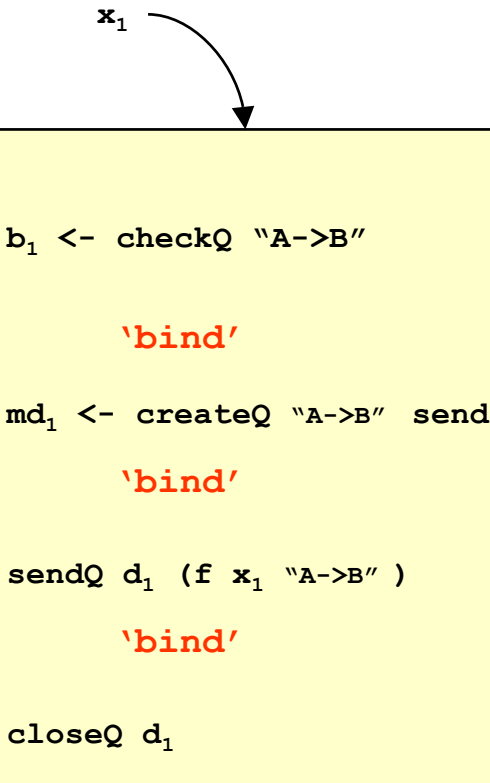 x₁
b₁ <- checkQ “A->B”
‘bind’
md₁ <- createQ “A->B” send
‘bind’
sendQ d₁ (f x₁ “A->B” )
‘bind’
closeQ d₁